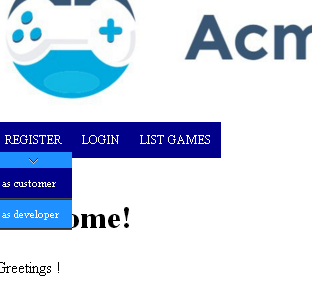 Acm
REGISTER LOGIN LIST GAMES
as customer
as developer
ome!
Greetings !